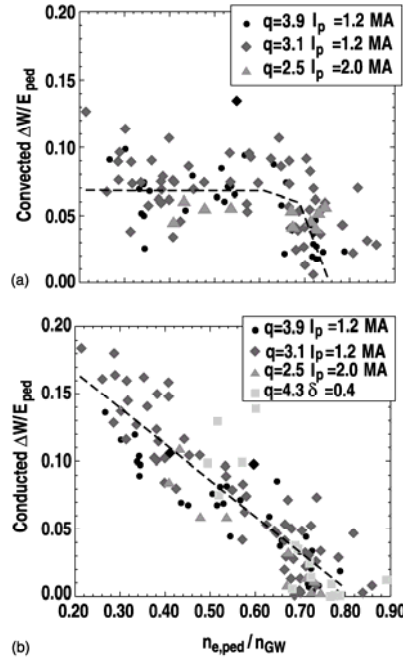 (a)
Convected ΔW/E_ped
0.20
0.15
0.10
0.05
0.00
q=3.9 I_p =1.2 MA
q=3.1 I_p =1.2 MA
q=2.5 I_p =2.0 MA
(b)
Conducted ΔW/E_ped
0.20
0.15
0.10
0.05
0.00
q=3.9 I_p =1.2 MA
q=3.1 I_p=1.2 MA
q=2.5 I_p =2.0 MA
q=4.3 δ =0.4
0.20 0.30 0.40 0.50 0.60 0.70 0.80 0.90
n_e,ped / n_GW